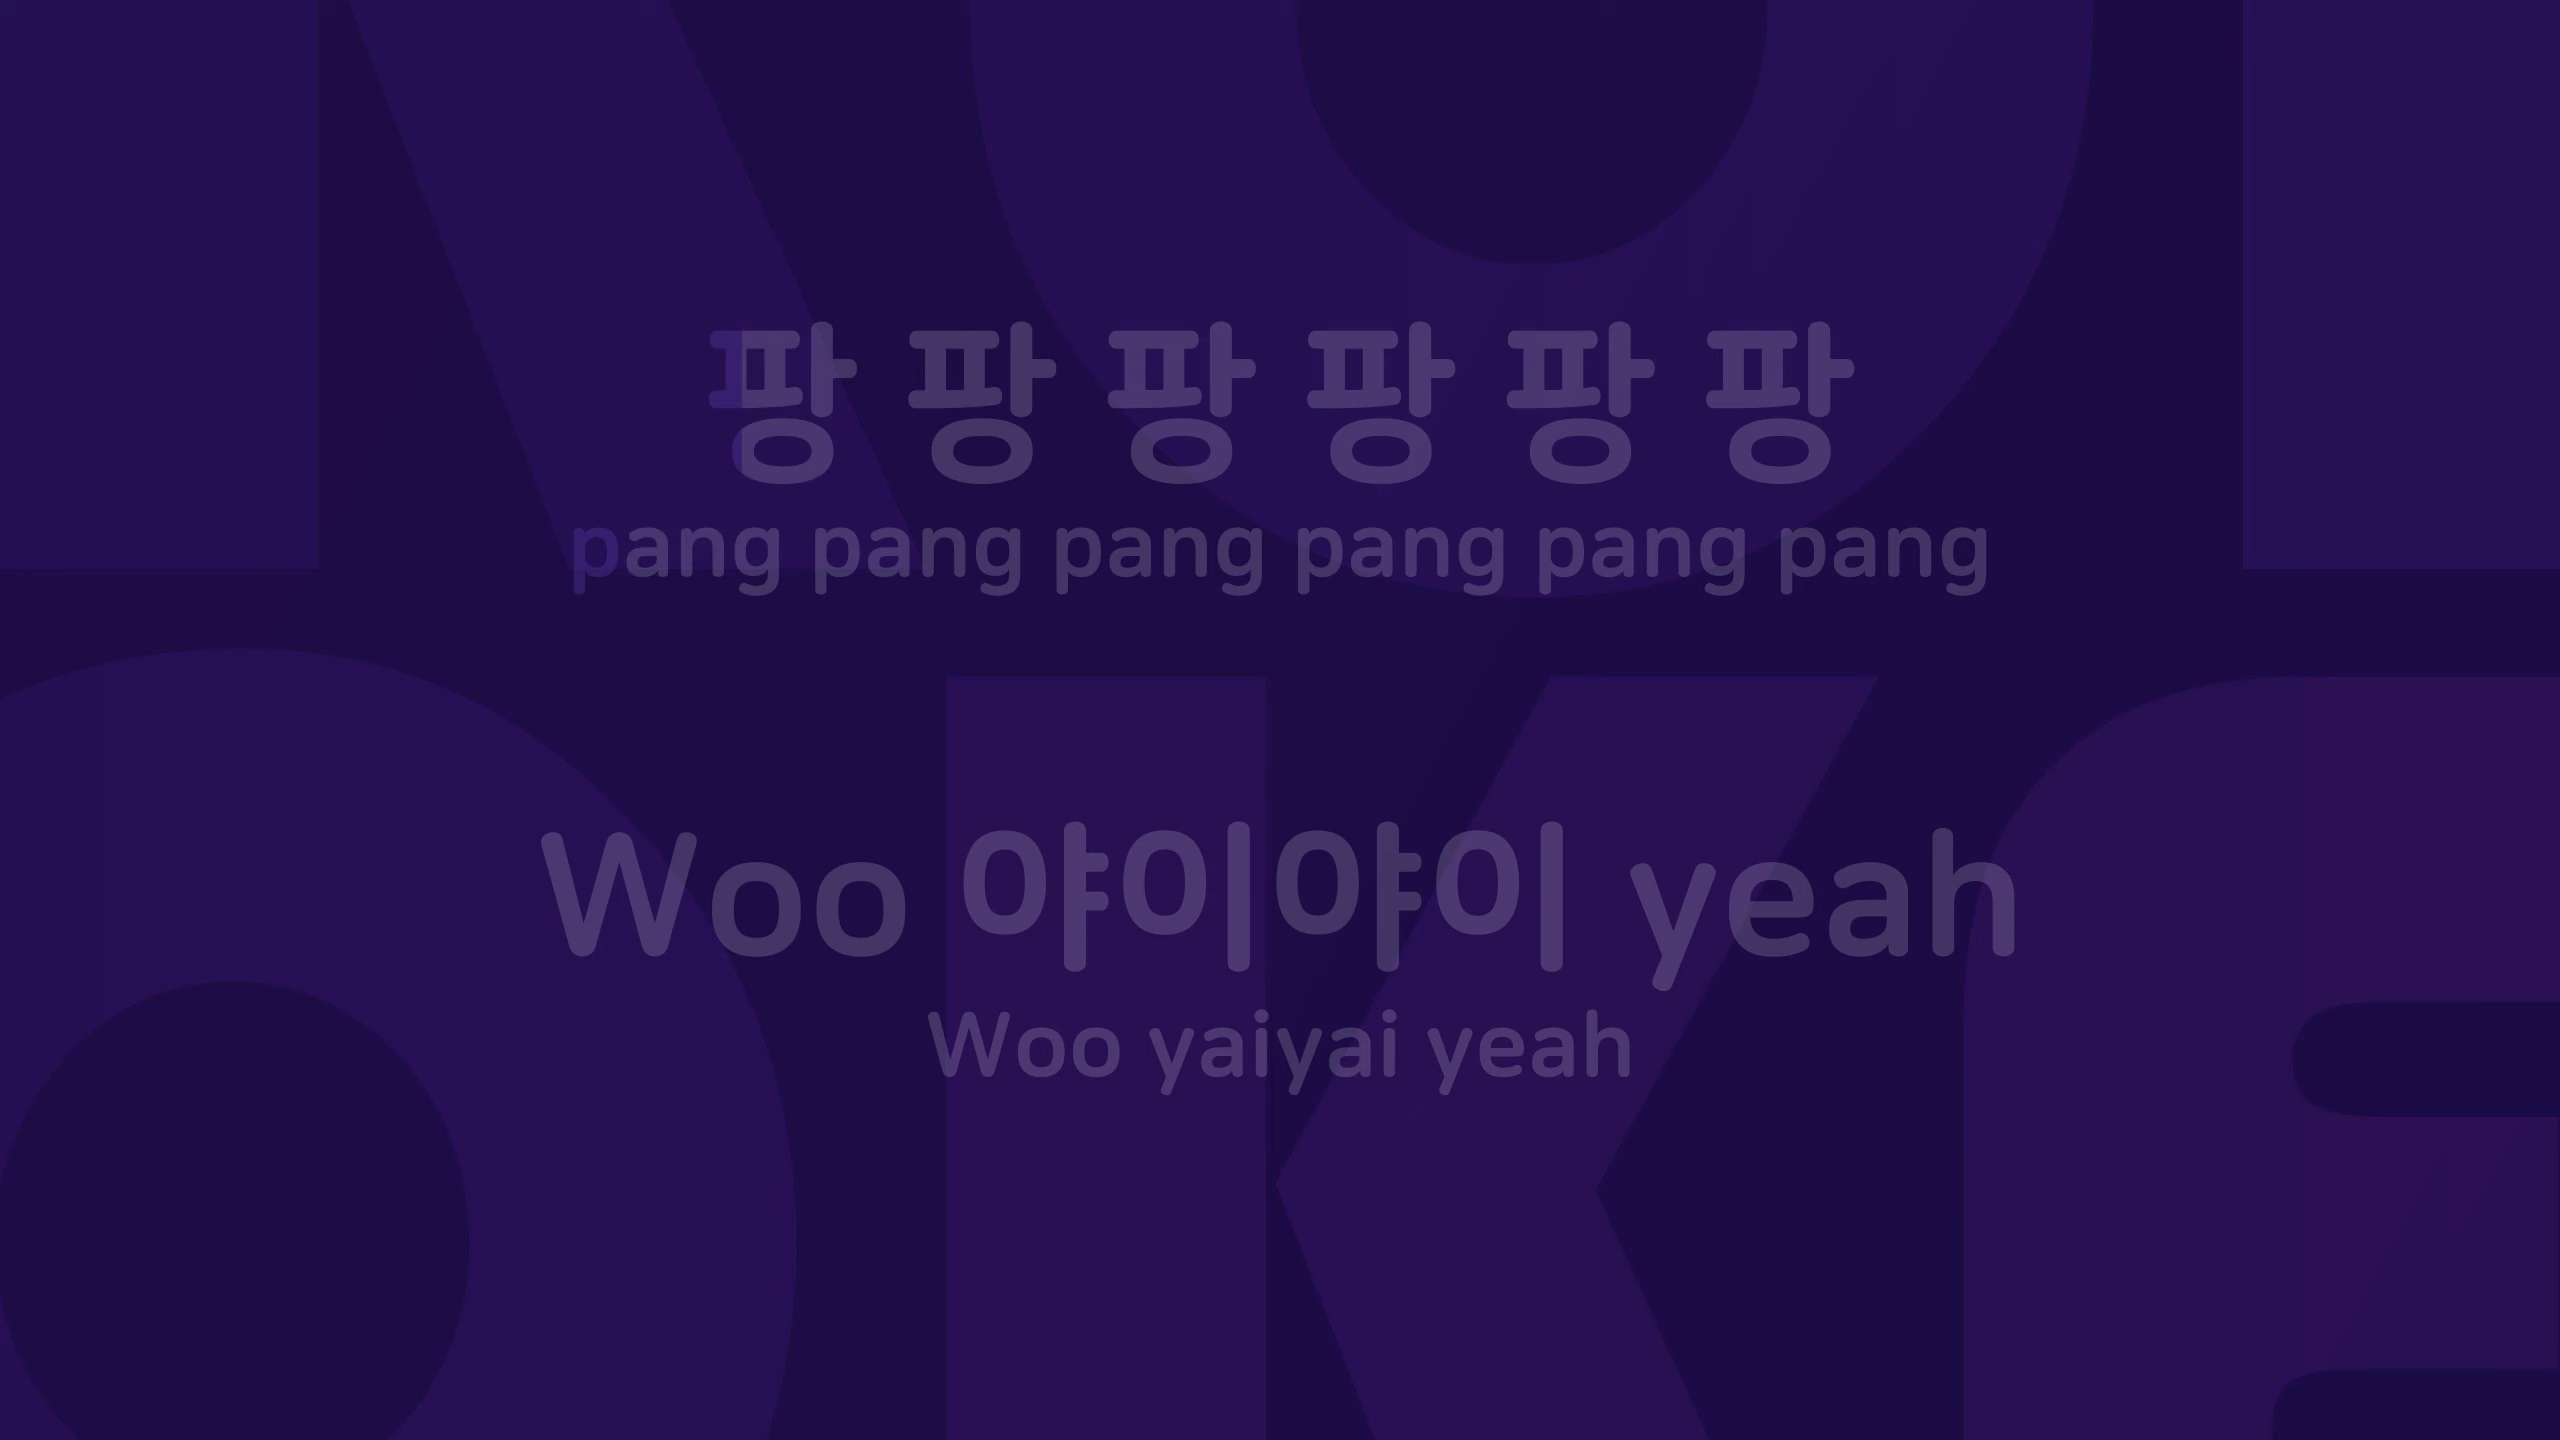 팡 팡 팡 팡 팡 팡
pang pang pang pang pang pang
Woo 야이야이 yeah
Woo yaiyai yeah